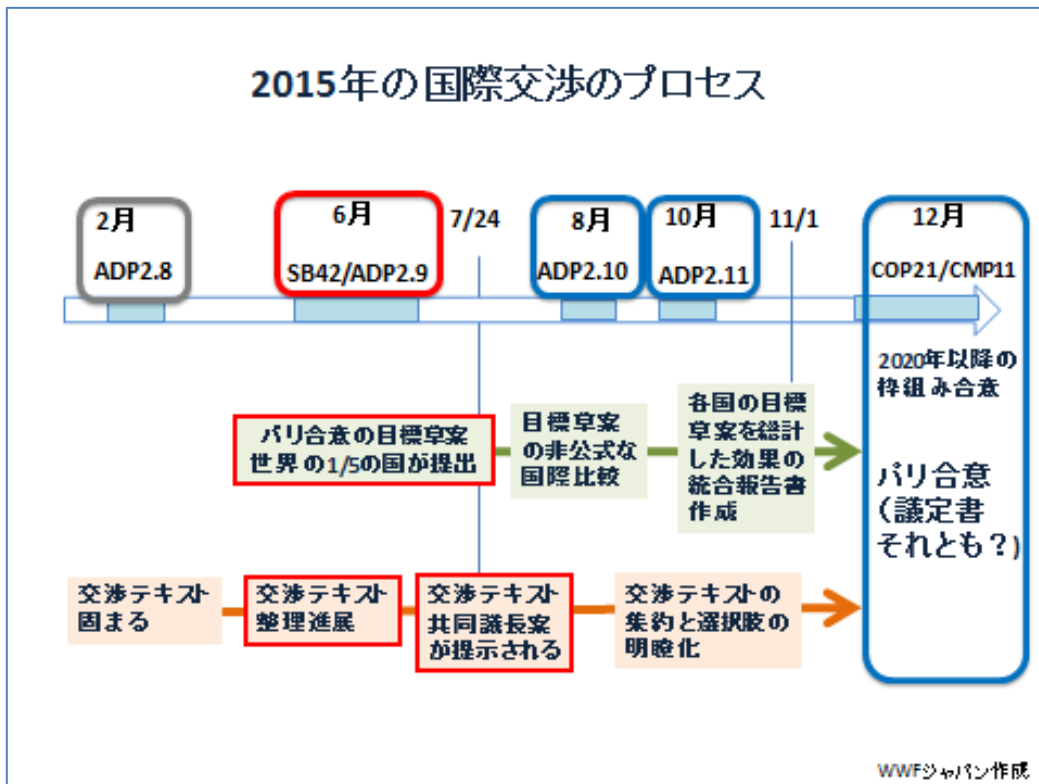 2015年の国際交渉のプロセス
2月
ADP2.8
6月
SB42/ADP2.9
7/24
8月
ADP2.10
10月
ADP2.11
11/1
12月
COP21/CMP11
2020年以降の
枠組み合意
パリ合意の目標草案
世界の1/5の国が提出
目標草案
の非公式な
国際比較
各国の目標
草案を総計
した効果の
統合報告書
作成
パリ合意
(議定書
それとも?)
交渉テキスト
固まる
交渉テキスト
整理進展
交渉テキスト
共同議長案
が提示される
交渉テキストの
集約と選択肢の
明瞭化
WWFジャパン作成